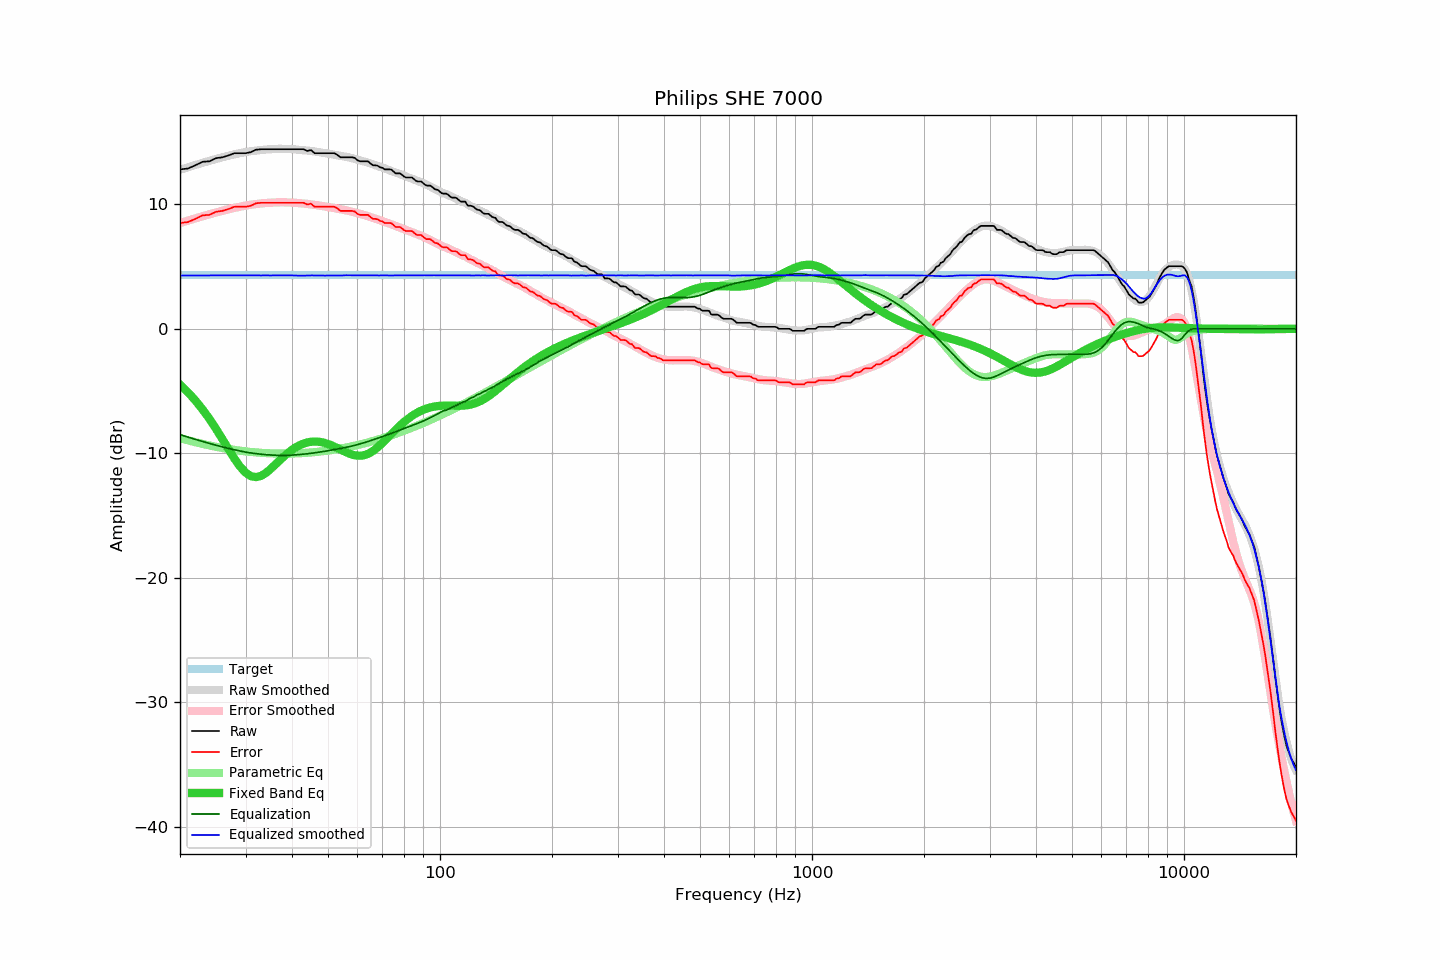 Philips SHE 7000
10
0
−10
−20
−30
−40
Amplitude (dBr)
Target
Raw Smoothed
Error Smoothed
Raw
Error
Parametric Eq
Fixed Band Eq
Equalization
Equalized smoothed
100
1000
10000
Frequency (Hz)